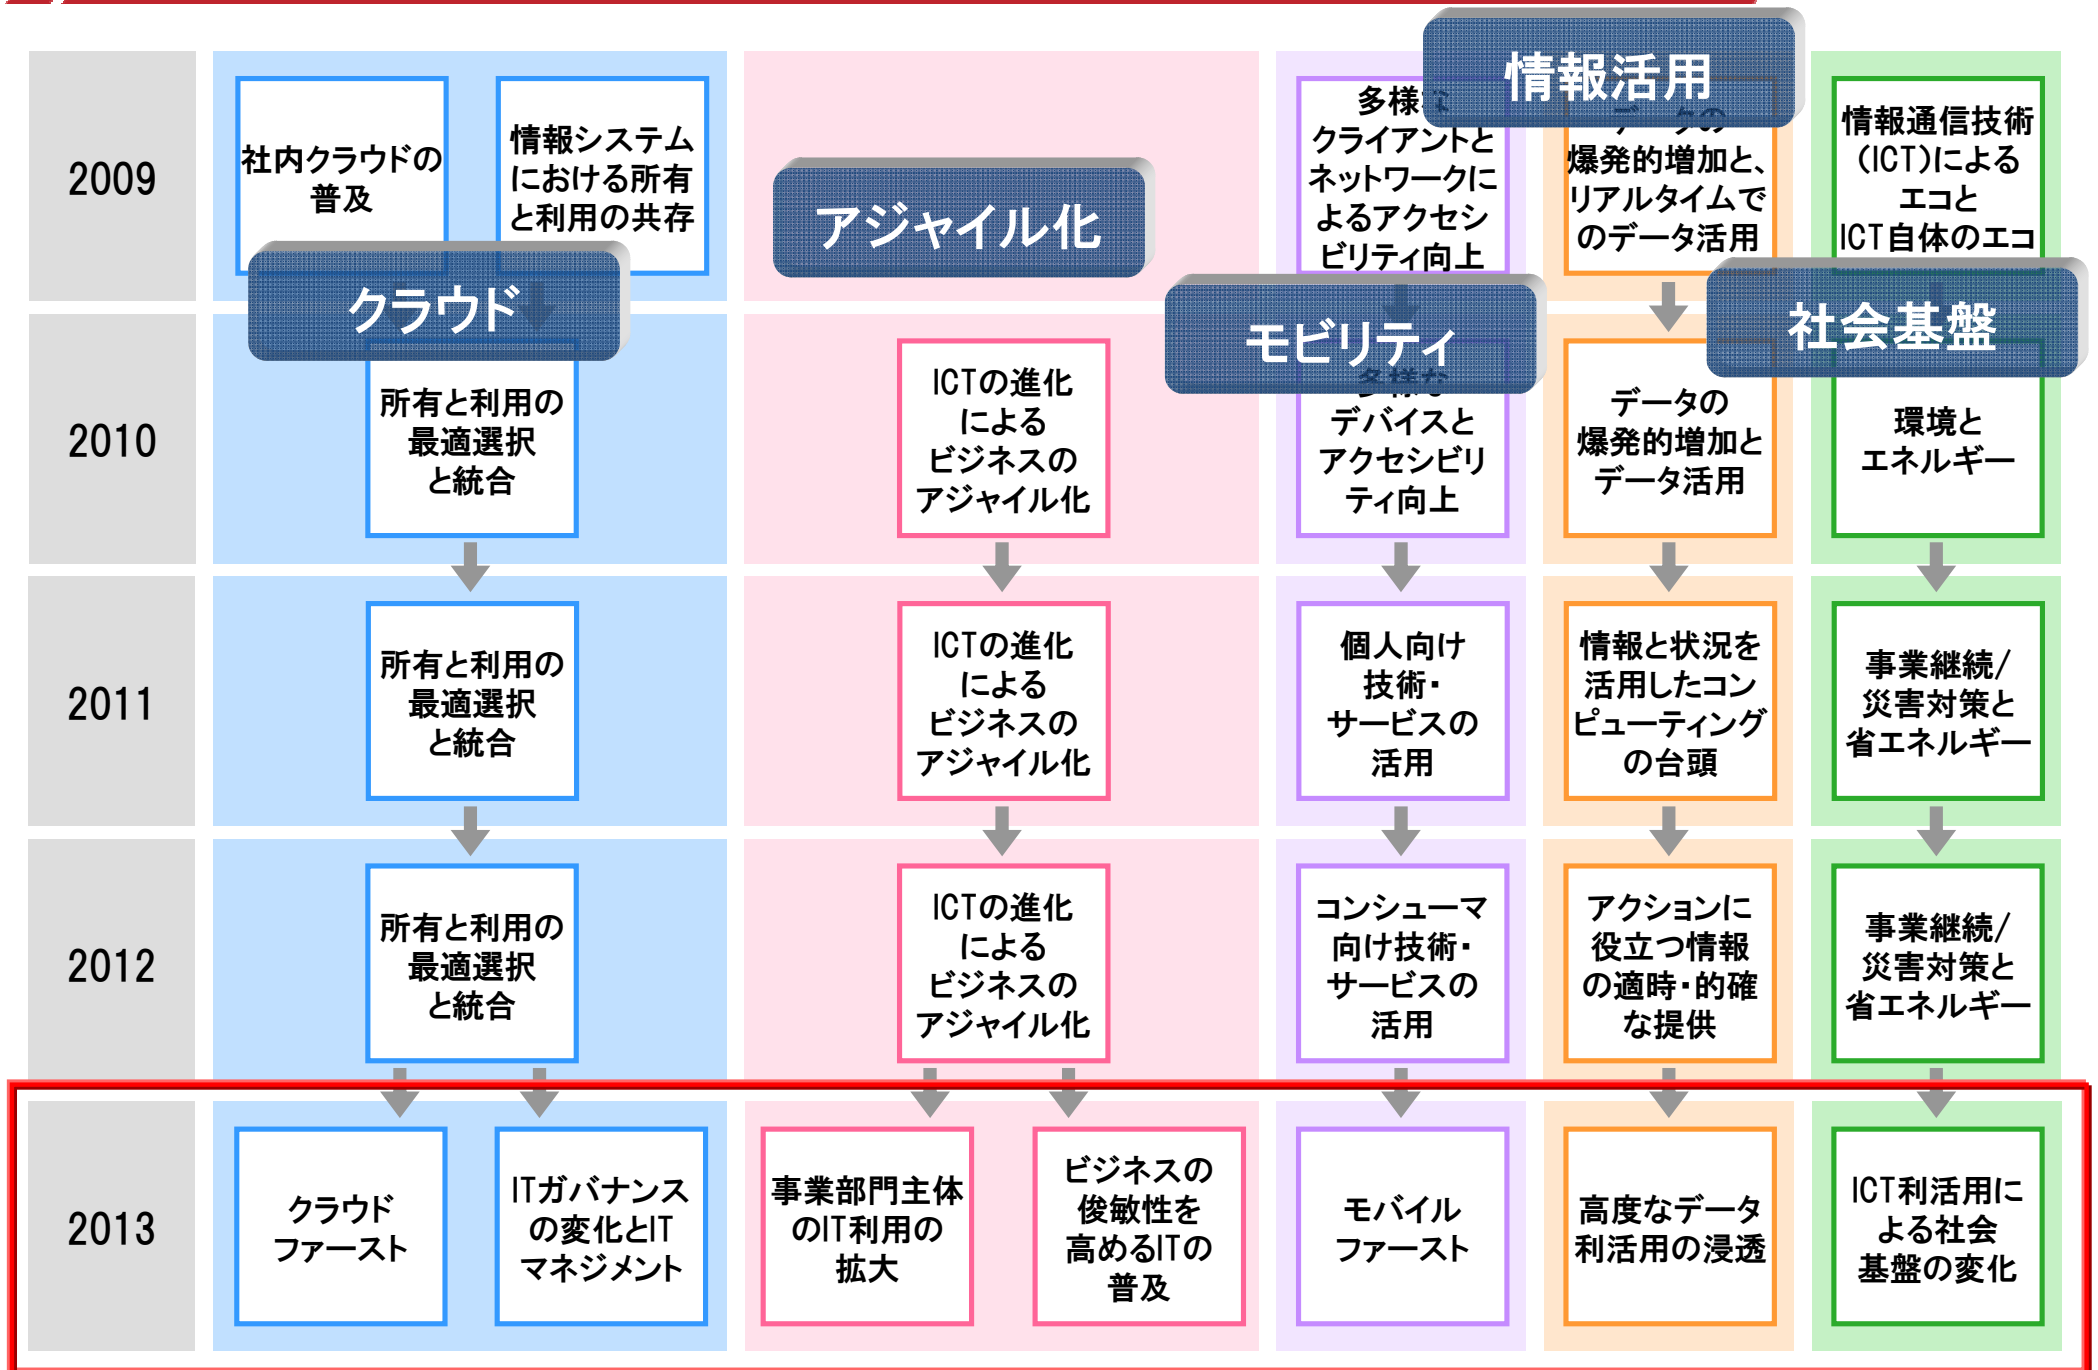 情報活用
2009
社内クラウドの
普及
情報システム
における所有
と利用の共存
アジャイル化
多様な
クライアントと
ネットワークに
よるアクセシ
ビリティ向上
データの
爆発的増加と、
リアルタイムで
のデータ活用
情報通信技術
(ICT)による
エコと
ICT自体のエコ
クラウド
モビリティ
社会基盤
2010
所有と利用の
最適選択
と統合
ICTの進化
による
ビジネスの
アジャイル化
多様な
デバイスと
アクセシビリ
ティ向上
データの
爆発的増加と
データ活用
環境と
エネルギー
2011
所有と利用の
最適選択
と統合
ICTの進化
による
ビジネスの
アジャイル化
個人向け
技術・
サービスの
活用
情報と状況を
活用したコン
ピューティング
の台頭
事業継続/
災害対策と
省エネルギー
2012
所有と利用の
最適選択
と統合
ICTの進化
による
ビジネスの
アジャイル化
コンシューマ
向け技術・
サービスの
活用
アクションに
役立つ情報
の適時・的確
な提供
事業継続/
災害対策と
省エネルギー
2013
クラウド
ファースト
ITガバナンス
の変化とIT
マネジメント
事業部門主体
のIT利用の
拡大
ビジネスの
俊敏性を
高めるITの
普及
モバイル
ファースト
高度なデータ
利活用の浸透
ICT利活用に
よる社会
基盤の変化